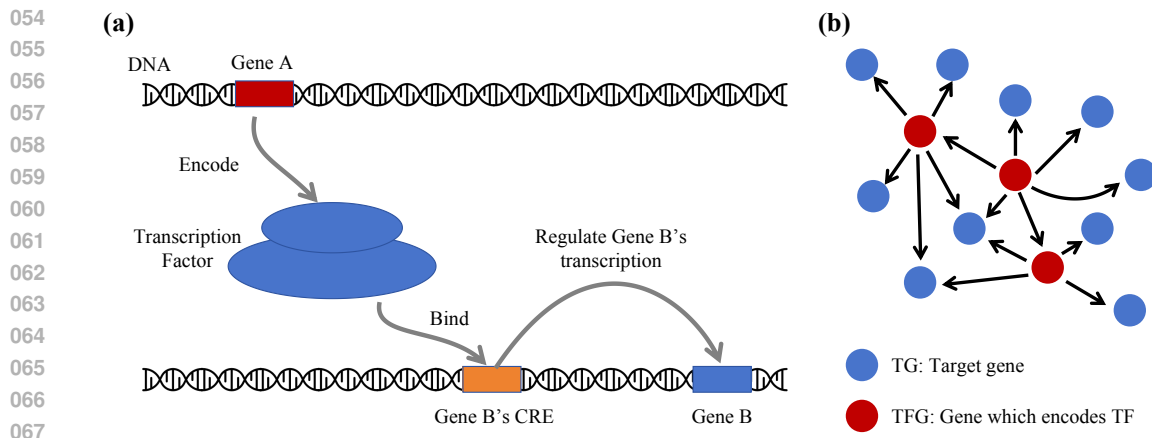 054
055
056
057
058
059
060
061
062
063
064
065
066
067
(a)
DNA
Gene A
Encode
Transcription
Factor
Bind
Regulate Gene B's
transcription
Gene B's CRE
Gene B
(b)
TG: Target gene
TFG: Gene which encodes TF